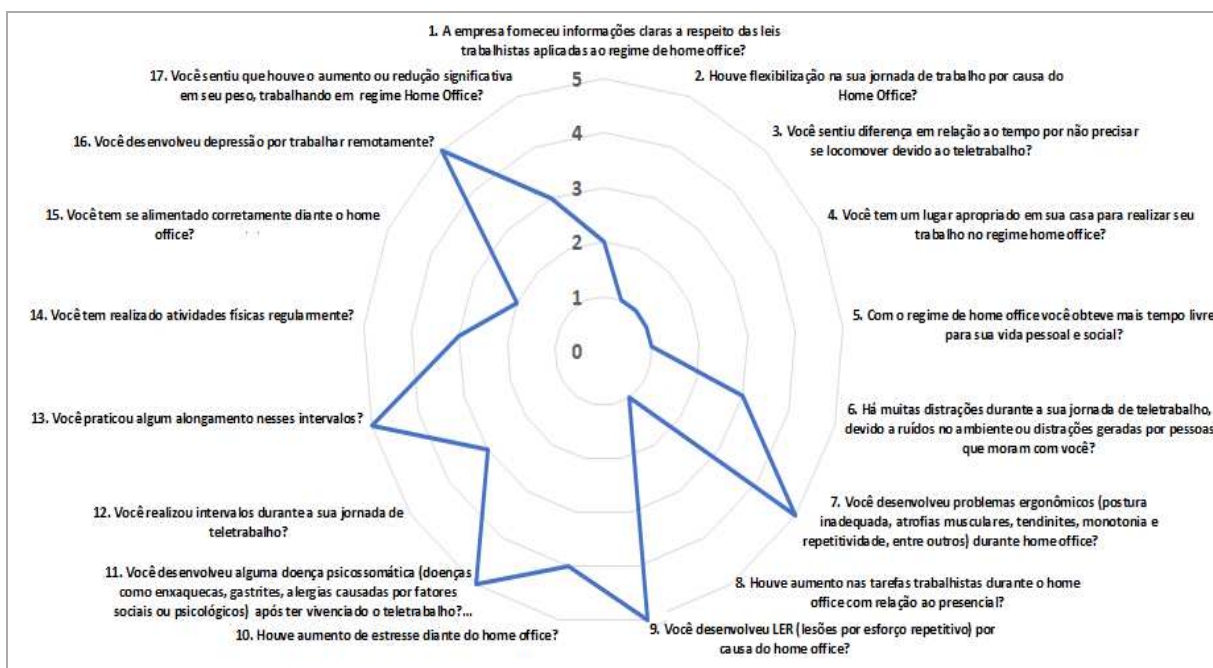 1. A empresa forneceu informações claras a respeito das leis
trabalhistas aplicadas ao regime de home office?
2. Houve flexibilização na sua jornada de trabalho por causa do
Home Office?
3. Você sentiu diferença em relação ao tempo por não precisar
se locomover devido ao teletrabalho?
4. Você tem um lugar apropriado em sua casa para realizar seu
trabalho no regime home office?
5. Com o regime de home office você obteve mais tempo livre
para sua vida pessoal e social?
6. Há muitas distrações durante a sua jornada de teletrabalho,
devido a ruídos no ambiente ou distrações geradas por pessoas
que moram com você?
7. Você desenvolveu problemas ergonômicos (postura
inadequada, atrofias musculares, tendinites, monotonia e
repetitividade, entre outros) durante home office?
8. Houve aumento nas tarefas trabalhistas durante o home
office com relação ao presencial?
9. Você desenvolveu LER (lesões por esforço repetitivo) por
causa do home office?
10. Houve aumento de estresse diante do home office?
11. Você desenvolveu alguma doença psicossomática (doenças
como enxaquecas, gastrites, alergias causadas por fatores
sociais ou psicológicos) após ter vivenciado o teletrabalho?...
12. Você realizou intervalos durante a sua jornada de
teletrabalho?
13. Você praticou algum alongamento nesses intervalos?
14. Você tem realizado atividades físicas regulamente?
15. Você tem se alimentado corretamente diante o home
office?
16. Você desenvolveu depressão por trabalhar remotamente?
17. Você sentiu que houve o aumento ou redução significativa
em seu peso, trabalhando em regime Home Office?
5
4
3
2
1
0